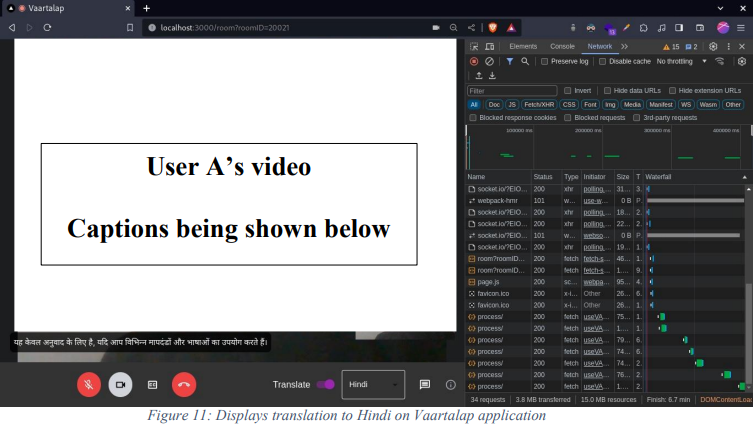 Vaartalap
localhost:3000/room?roomID=20021
User A's video
Captions being shown below
यह केवल अनुवाद के लिए है, यदि आप विभिन्न मापदंडों और भाषाओं का उपयोग करते हैं।
Translate
Hindi
Elements Console Network
15 2
Preserve log Disable cache No throttling
Filter Invert Hide data URLs Hide extension URLs
All Doc JS Fetch/XHR CSS Font Img Media Manifest WS Wasm Other
Blocked response cookies Blocked requests 3rd-party requests
100000 ms 200000 ms 300000 ms 400000 ms
Name Status Type Initiator Size T Waterfall
socket.io/?EIO... 200 xhr polling.... 31... 3.
webpack-hmr 101 w... use-w... 0 B P.
socket.io/?EIO... 200 xhr polling.... 18... 2.
socket.io/?EIO... 200 xhr polling.... 22... 2.
socket.io/?EIO... 101 w... webso... 0 B P.
socket.io/?EIO... 200 xhr polling.... 19... 1.
room?roomID... 200 fetch fetch-s... 46... 1.
room?roomID... 200 fetch fetch-s... 1.... 9.
page.js 200 sc... webpa... 95... 4.
favicon.ico 200 x-i... Other 26... 6.
favicon.ico 200 x-i... Other 26... 1.
process/ 200 fetch useVA... 75... 1.
process/ 200 fetch useVA... 1.... 1.
process/ 200 fetch useVA... 79... 6.
process/ 200 fetch useVA... 74... 6.
process/ 200 fetch useVA... 74... 2.
process/ 200 fetch useVA... 76... 2.
process/ 200 fetch useVA... 1.... 2.
34 requests 3.8 MB transferred 15.0 MB resources Finish: 6.7 min DOMContentLoa
Figure 11: Displays translation to Hindi on Vaartalap application